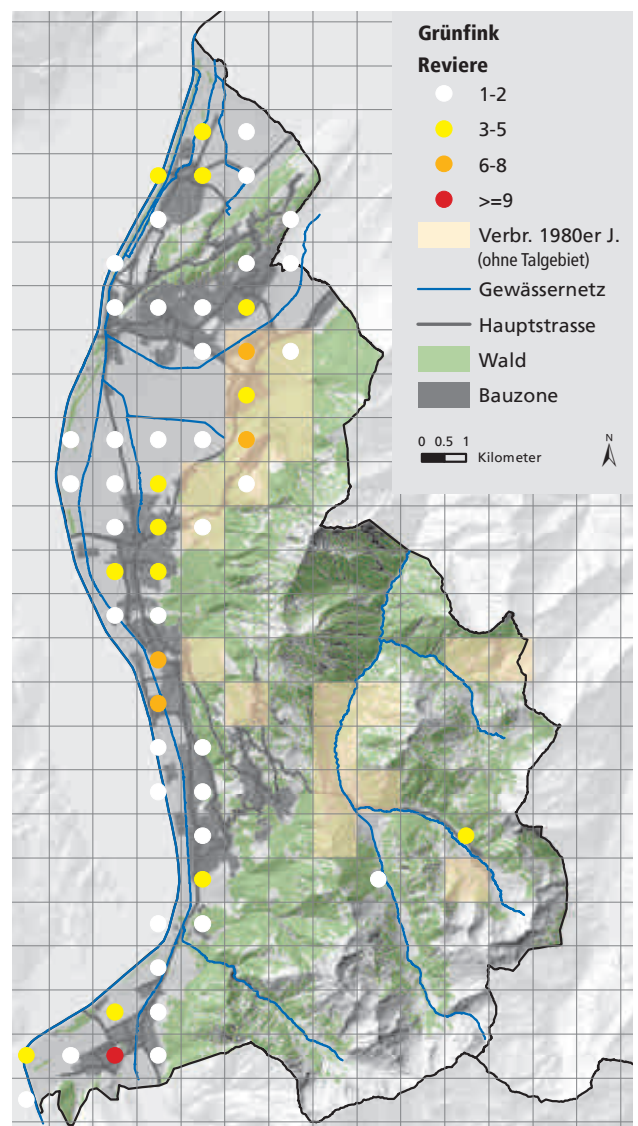 Grünfink
Reviere
1-2
3-5
6-8
>=9
Verbr. 1980er J.
(ohne Talgebiet)
Gewässernetz
Hauptstrasse
Wald
Bauzone
0 0.5 1
Kilometer
N